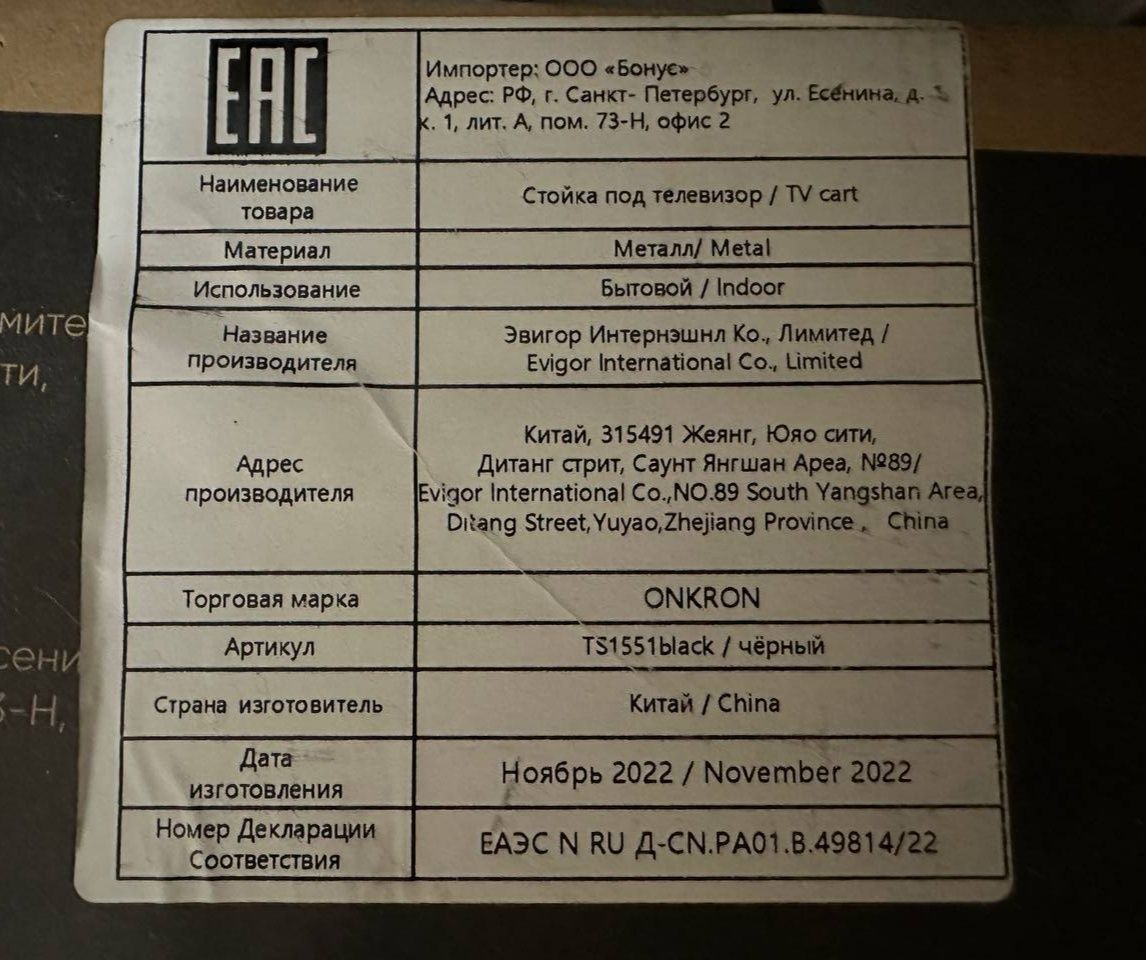 EAC
Импортер: ООО «Бонус»
Адрес: РФ, г. Санкт- Петербург, ул. Есенина, д.
к. 1, лит. А, пом. 73-Н, офис 2
Наименование
товара
Стойка под телевизор / TV cart
Материал
Металл/ Metal
Использование
Бытовой / Indoor
Название
производителя
Эвигор Интернэшнл Ко., Лимитед /
Evigor International Co., Limited
Адрес
производителя
Китай, 315491 Жеянг, Юяо сити,
Дитанг стрит, Саунт Янгшан Ареа, №89/
Evigor International Co.,NO.89 South Yangshan Area,
Ditang Street,Yuyao,Zhejiang Province , China
Торговая марка
ONKRON
Артикул
TS1551black / чёрный
Страна изготовитель
Китай / China
Дата
изготовления
Ноябрь 2022 / November 2022
Номер Декларации
Соответствия
ЕАЭС N RU Д-CN.РА01.В.49814/22